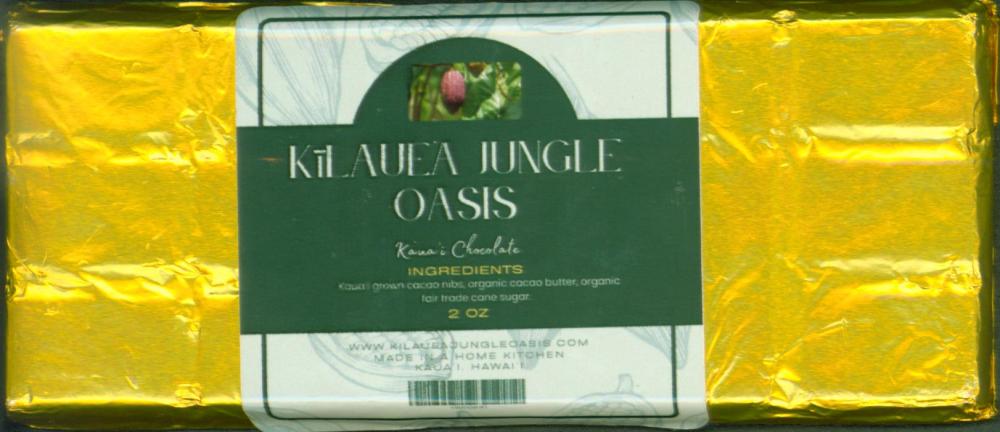 KīLAUEʻA JUNGLE
OASIS
Kaua'i Chocolate
INGREDIENTS
Kaua'i grown cacao nibs, organic cacao butter, organic
fair trade cane sugar.
2 OZ
WWW.KILAUEAJUNGLEOASIS.COM
MADE IN A HOME KITCHEN
KAUA'I, HAWAI'I